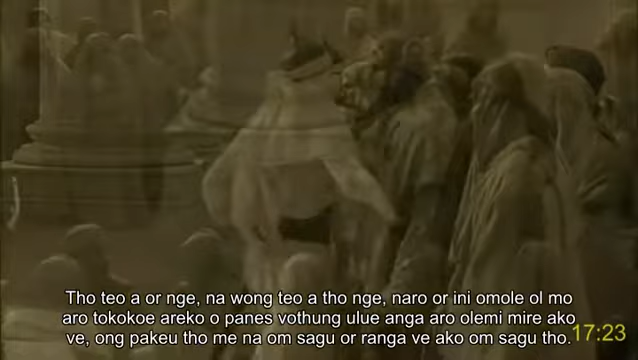 Tho teo a or nge, na wong teo a tho nge, naro or ini omole ol mo
aro tokokoe areko o panes vothung ulue anga aro olemi mire ako
ve, ong pakeu tho me na om sagu or ranga ve ako om sagu tho.
17:23